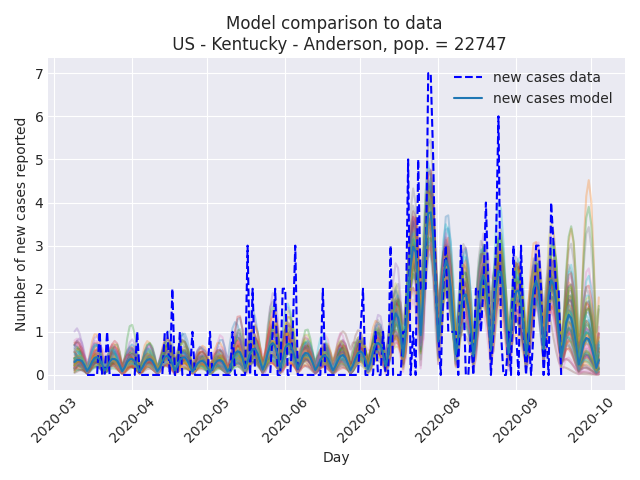 Model comparison to data
US - Kentucky - Anderson, pop. = 22747
new cases data
new cases model
Number of new cases reported
7
6
5
4
3
2
1
0
2020-03
2020-04
2020-05
2020-06
2020-07
2020-08
2020-09
2020-10
Day